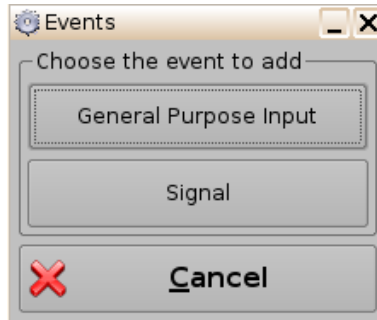 Events
Choose the event to add
General Purpose Input
Signal
Cancel